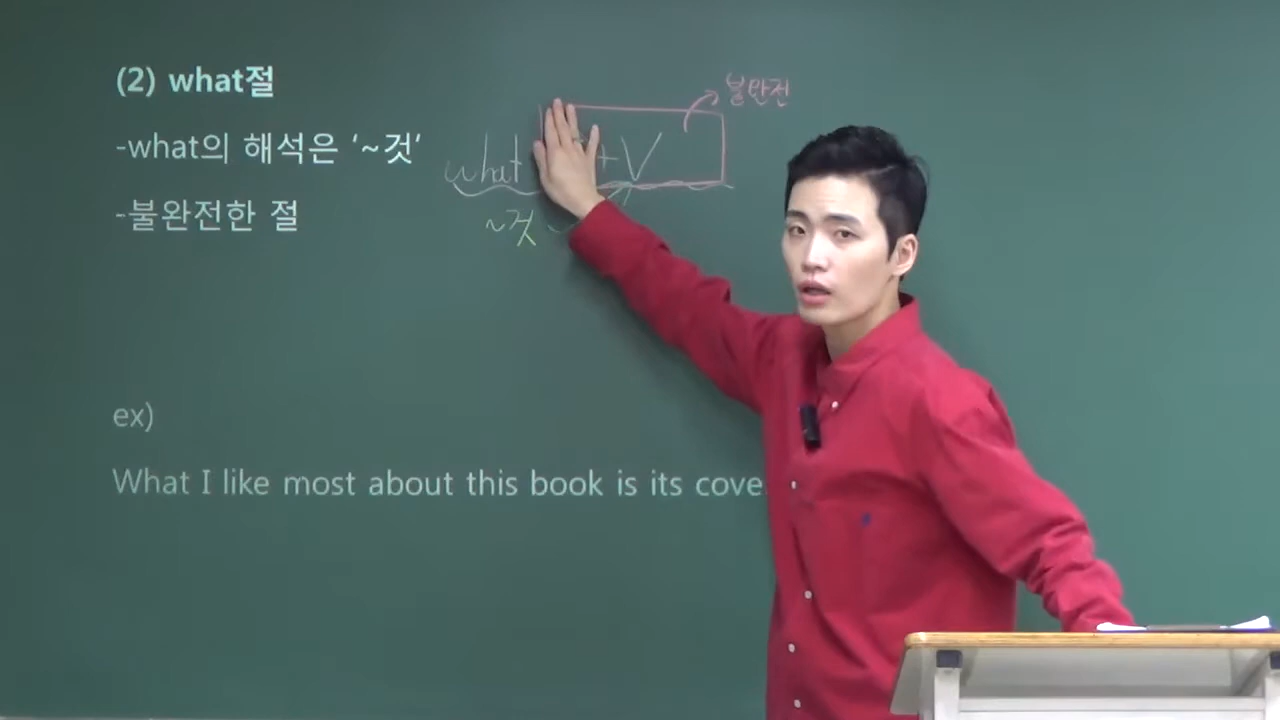 (2) what절
-what의 해석은 ‘~것’
-불완전한 절
불완전
what +V
~것
ex)
What I like most about this book is its cove